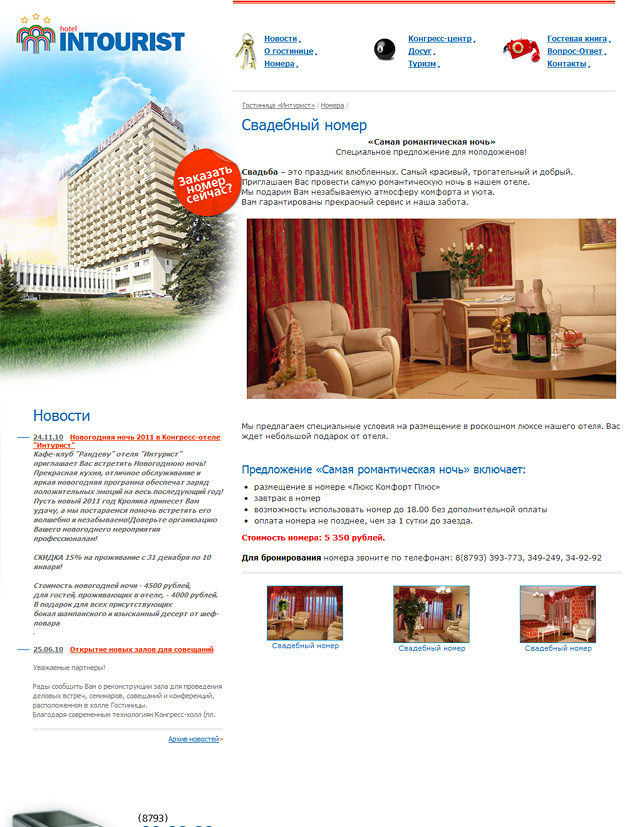 hotel
INTOURIST
Заказать
номер
сейчас?
Новости
О гостинице
Номера
Конгресс-центр
Досуг
Туризм
Гостевая книга
Вопрос-Ответ
Контакты
Гостиница «Интурист» / Номера /
Свадебный номер
«Самая романтическая ночь»
Специальное предложение для молодоженов!
Свадьба – это праздник влюбленных. Самый красивый, трогательный и добрый.
Приглашаем Вас провести самую романтическую ночь в нашем отеле.
Мы подарим Вам незабываемую атмосферу комфорта и уюта.
Вам гарантированы прекрасный сервис и наша забота.
Мы предлагаем специальные условия на размещение в роскошном люксе нашего отеля. Вас
ждет небольшой подарок от отеля.
Предложение «Самая романтическая ночь» включает:
размещение в номере «Люкс Комфорт Плюс»
завтрак в номер
возможность использовать номер до 18.00 без дополнительной оплаты
оплата номера не позднее, чем за 1 сутки до заезда.
Стоимость номера: 5 350 рублей.
Для бронирования номера звоните по телефонам: 8(8793) 393-773, 349-249, 34-92-92
Свадебный номер
Свадебный номер
Свадебный номер
Новости
24.11.10 Новогодняя ночь 2011 в Конгресс-отеле
"Интурист"
Кафе-клуб "Рандеву" отеля "Интурист"
приглашает Вас встретить Новогоднюю ночь!
Прекрасная кухня, отличное обслуживание и
яркая новогодняя программа обеспечат заряд
положительных эмоций на весь последующий год!
Пусть новый 2011 год Кролика принесет Вам
удачу, а мы постараемся помочь встретить его
волшебно и незабываемо!Доверьте организацию
Вашего новогоднего мероприятия
профессионалам!
СКИДКА 15% на проживание с 31 декабря по 10
января!
Стоимость новогодней ночи - 4500 рублей,
для гостей, проживающих в отеле, - 4000 рублей.
В подарок для всех присутствующих
бокал шампанского и изысканный десерт от шеф-
повара
.
25.06.10 Открытие новых залов для совещаний
Уважаемые партнеры!
Рады сообщить Вам о реконструкции зала для проведения
деловых встреч, семинаров, совещаний и конференций,
расположенном в холле Гостиницы.
Благодаря современным технологиям Конгресс-холл (пл.
Архив новостей
(8793)